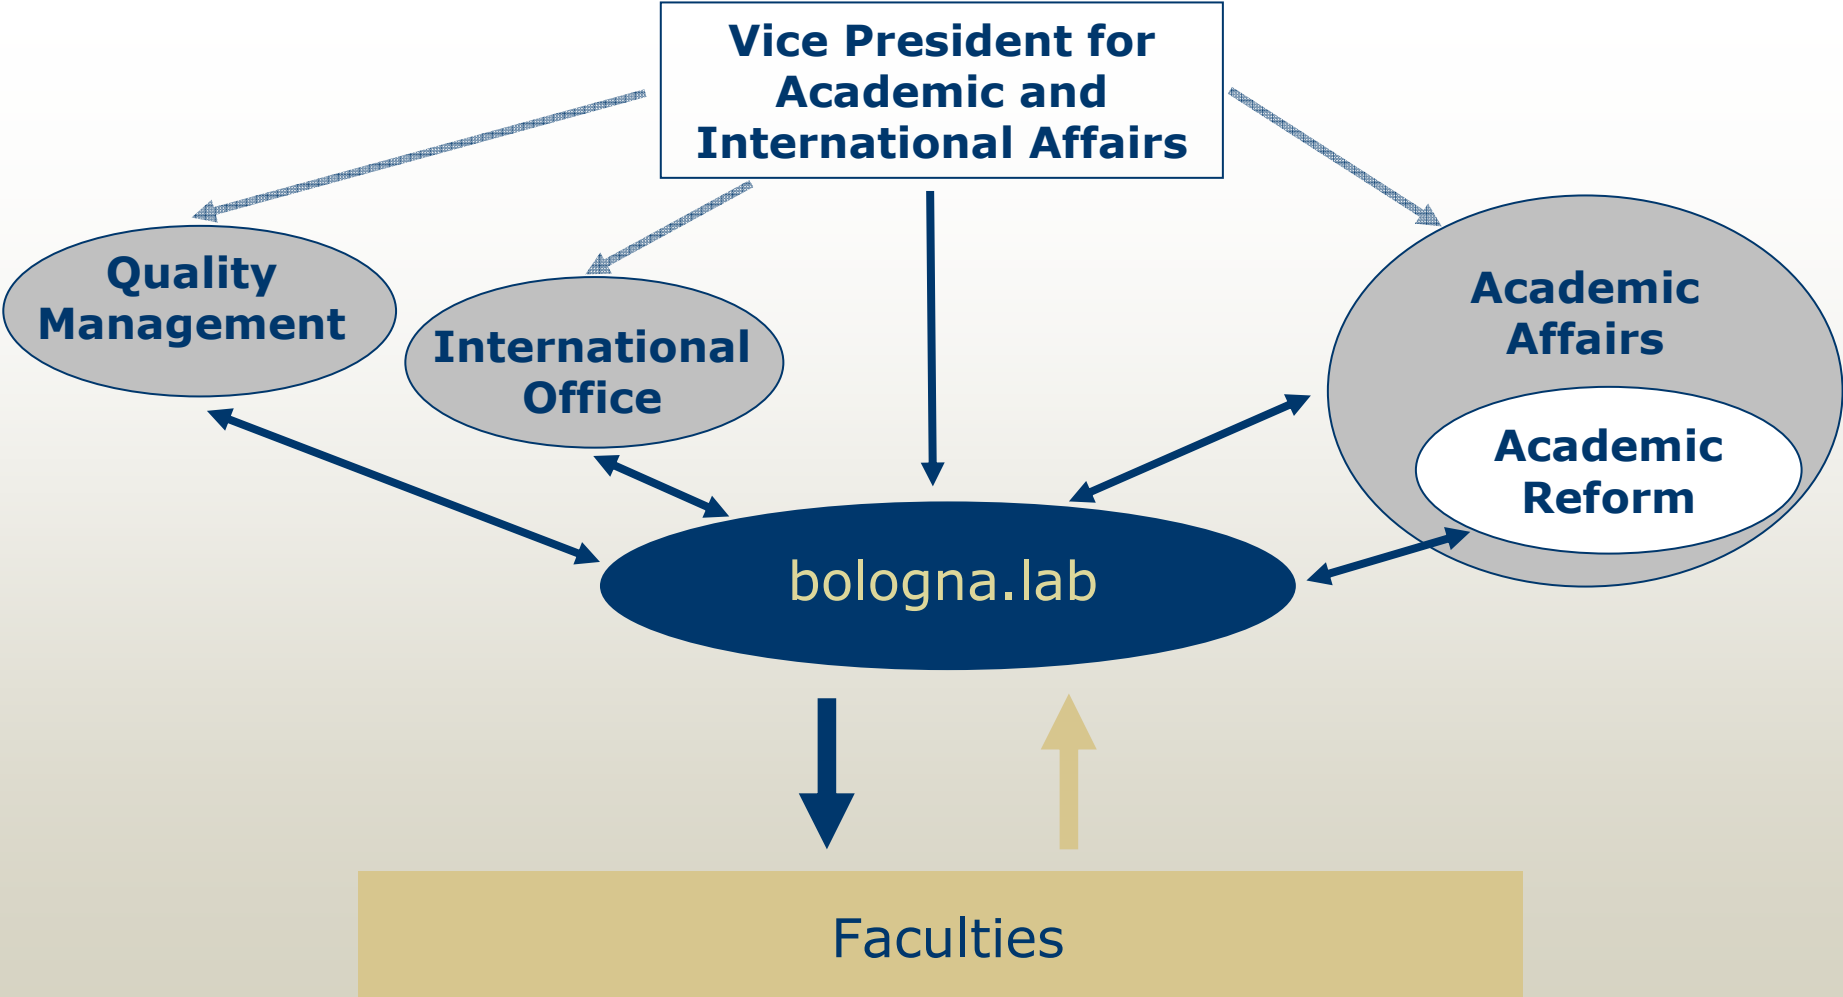 Vice President for
Academic and
International Affairs
Quality
Management
International
Office
Academic
Affairs
Academic
Reform
bologna.lab
Faculties